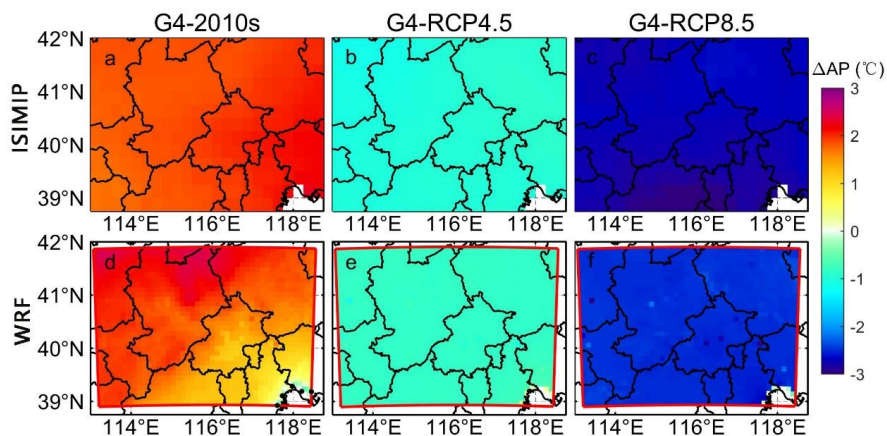 G4-2010s G4-RCP4.5 G4-RCP8.5
ISIMIP
42°N
41°N
40°N
39°N
a
b
c
114°E 116°E 118°E 114°E 116°E 118°E 114°E 116°E 118°E
WRF
42°N
41°N
40°N
39°N
d
e
f
114°E 116°E 118°E 114°E 116°E 118°E 114°E 116°E 118°E
ΔAP (℃)
3
2
1
0
-1
-2
-3